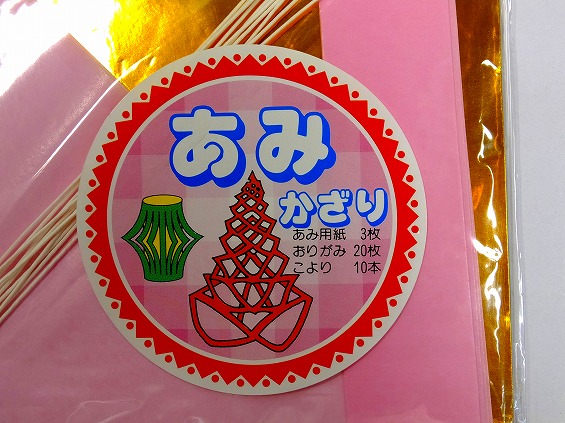 あみ
かざり
あみ用紙 3枚
おりがみ 20枚
こより 10本